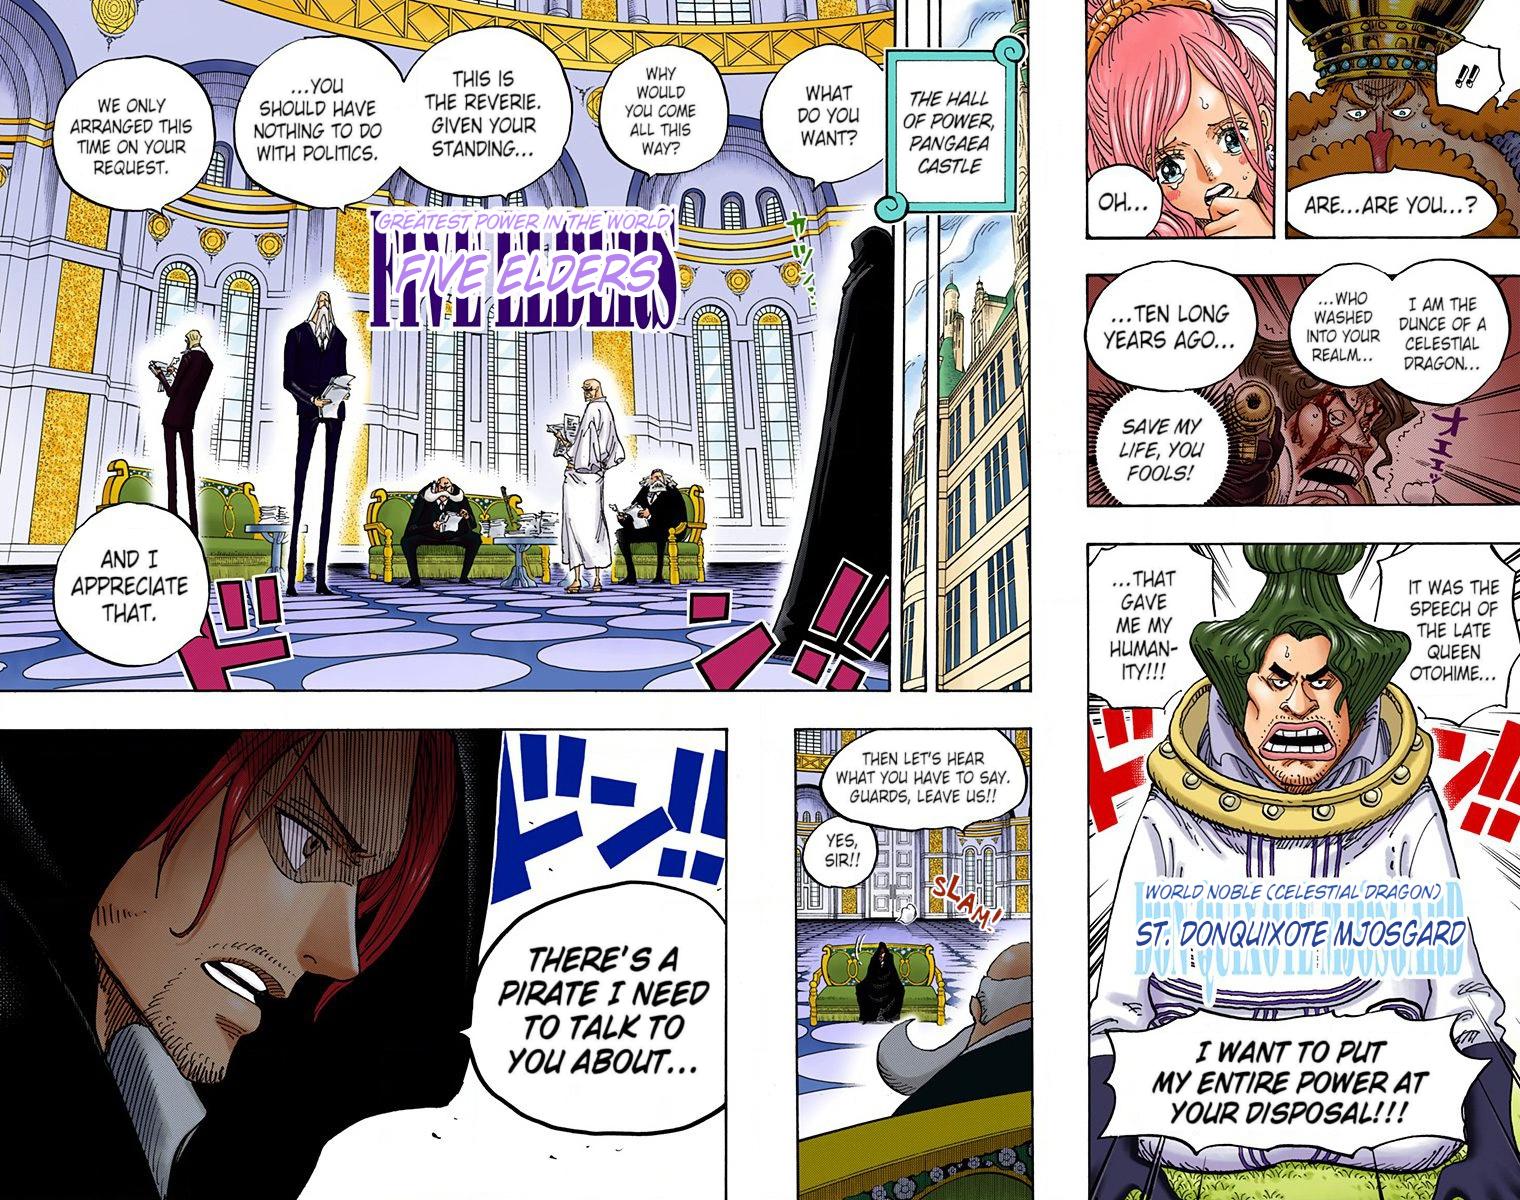 !!
ARE...ARE YOU...?
OH...
I AM THE
DUNCE OF A
CELESTIAL
DRAGON...
...WHO
WASHED
INTO YOUR
REALM...
...TEN LONG
YEARS AGO...
SAVE MY
LIFE, YOU
FOOLS!
オエェッ
IT WAS THE
SPEECH OF
THE LATE
QUEEN
OTOHIME...
...THAT
GAVE
ME MY
HUMAN-
ITY!!!
ドン!!
WORLD NOBLE (CELESTIAL DRAGON)
ST. DONQUIXOTE MJOSGARD
I WANT TO PUT
MY ENTIRE POWER AT
YOUR DISPOSAL!!!
THE HALL
OF POWER,
PANGAEA
CASTLE
WHAT
DO YOU
WANT?
WHY
WOULD
YOU COME
ALL THIS
WAY?
THIS IS
THE REVERIE.
GIVEN YOUR
STANDING...
...YOU
SHOULD HAVE
NOTHING TO DO
WITH POLITICS.
WE ONLY
ARRANGED THIS
TIME ON YOUR
REQUEST.
GREATEST POWER IN THE WORLD
FIVE ELDERS
AND I
APPRECIATE
THAT.
ドン!!
THEN LET'S HEAR
WHAT YOU HAVE TO SAY.
GUARDS, LEAVE US!!
YES,
SIR!!
SLAM!
ドン!!
THERE'S A
PIRATE I NEED
TO TALK TO
YOU ABOUT...